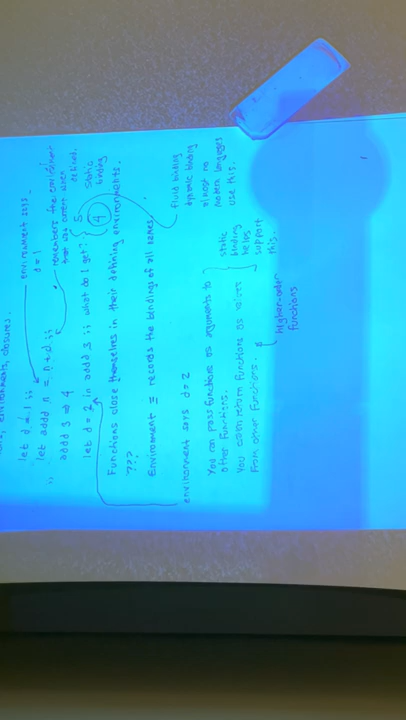 environments, closures.
let d = 1 ;;
environment says
d = 1
let addd n = n + d ;;
remembers the environment
that was current when
defined.
addd 3 ⇒ 4
let d = 2 in addd 3 ;; what do I get? { 5
4
static
binding
Functions close themselves in their defining environments.
???
fluid binding
dynamic binding
almost no
modern languages
use this.
Environment ≡ records the bindings of all names.
environment says d = 2
You can pass functions as arguments to
other functions.
You can return functions as values
from other functions.
static
binding
helps
support
this.
Higher-order
functions